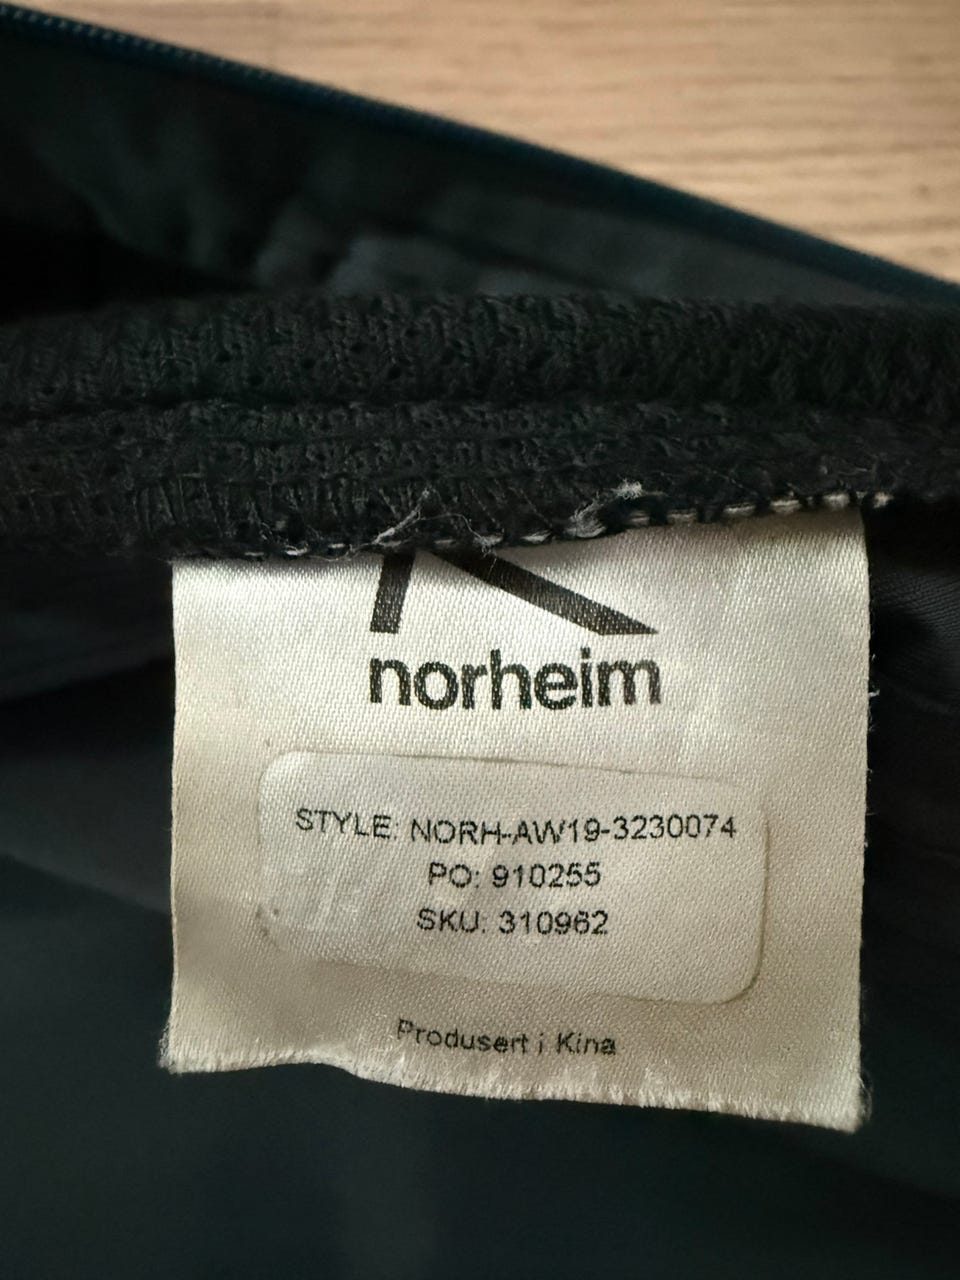 norheim
STYLE: NORH-AW19-3230074
PO: 910255
SKU: 310962
Produsert i Kina